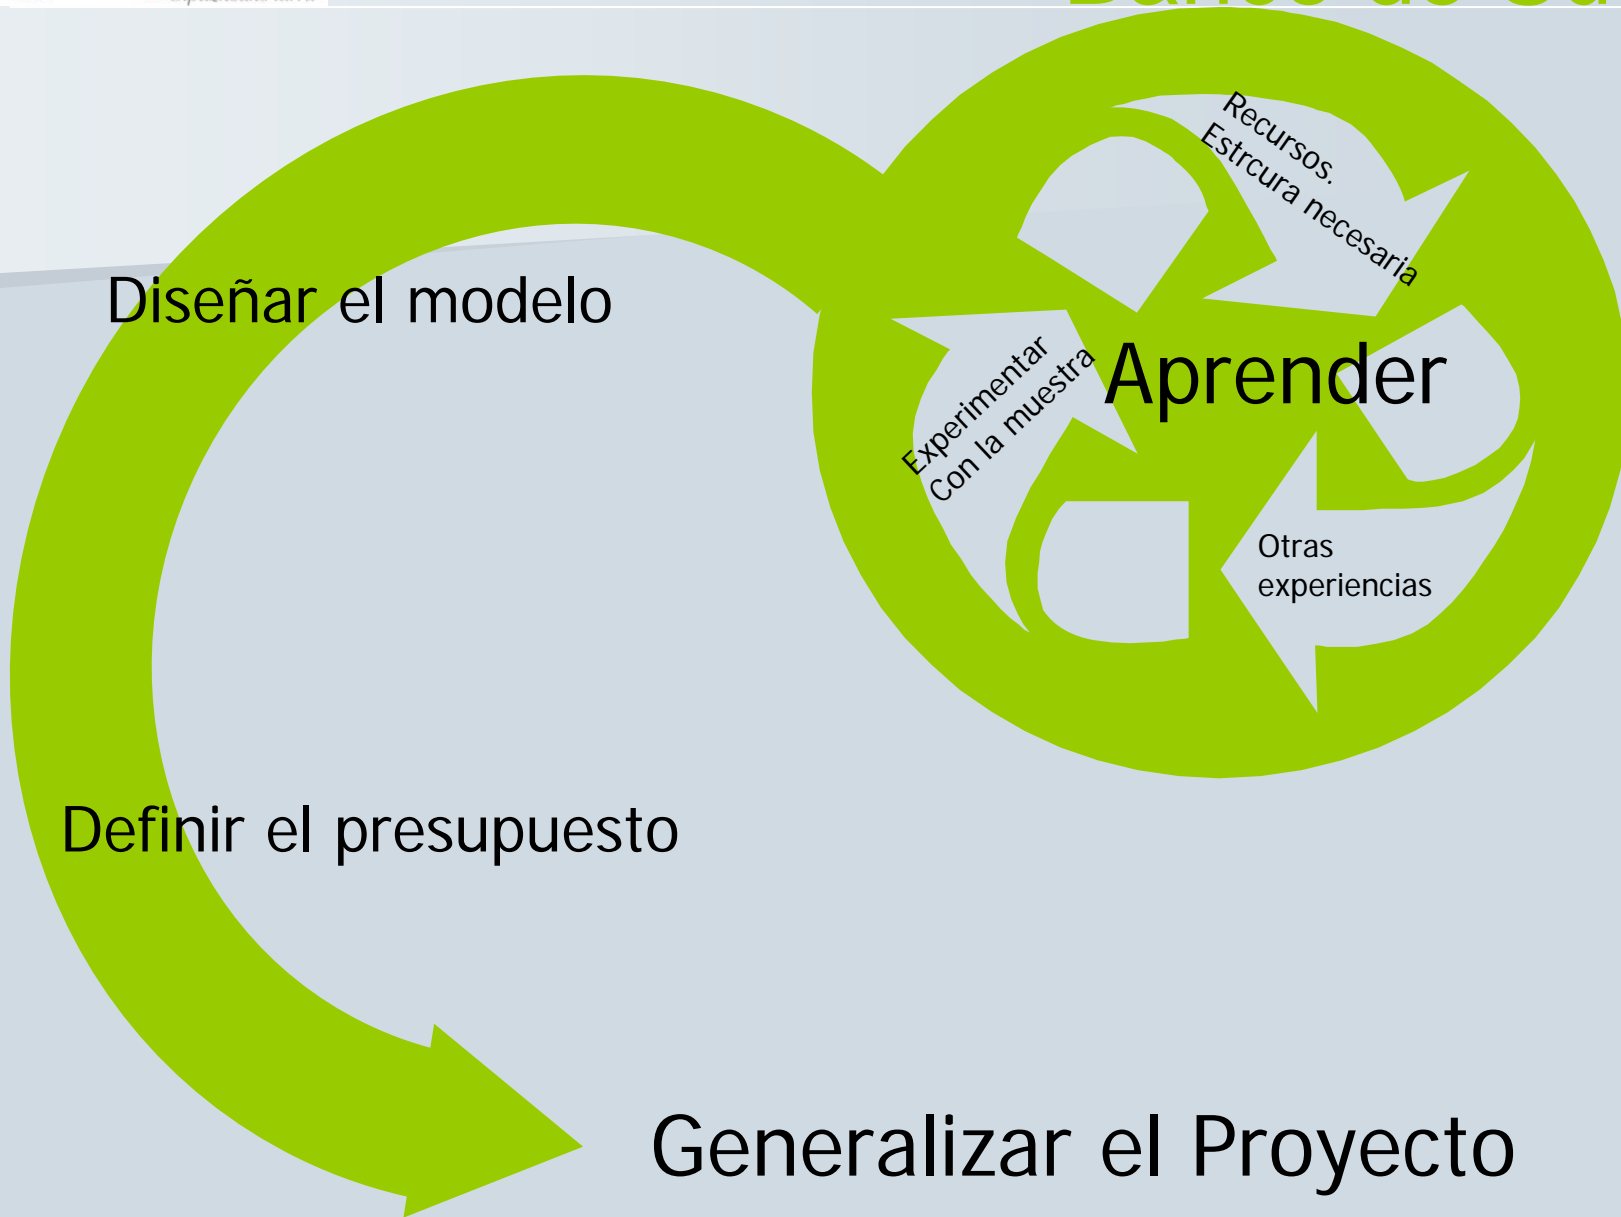 Recursos.
Estrcura necesaria
Diseñar el modelo
Aprender
Experimentar
Con la muestra
Otras
experiencias
Definir el presupuesto
Generalizar el Proyecto